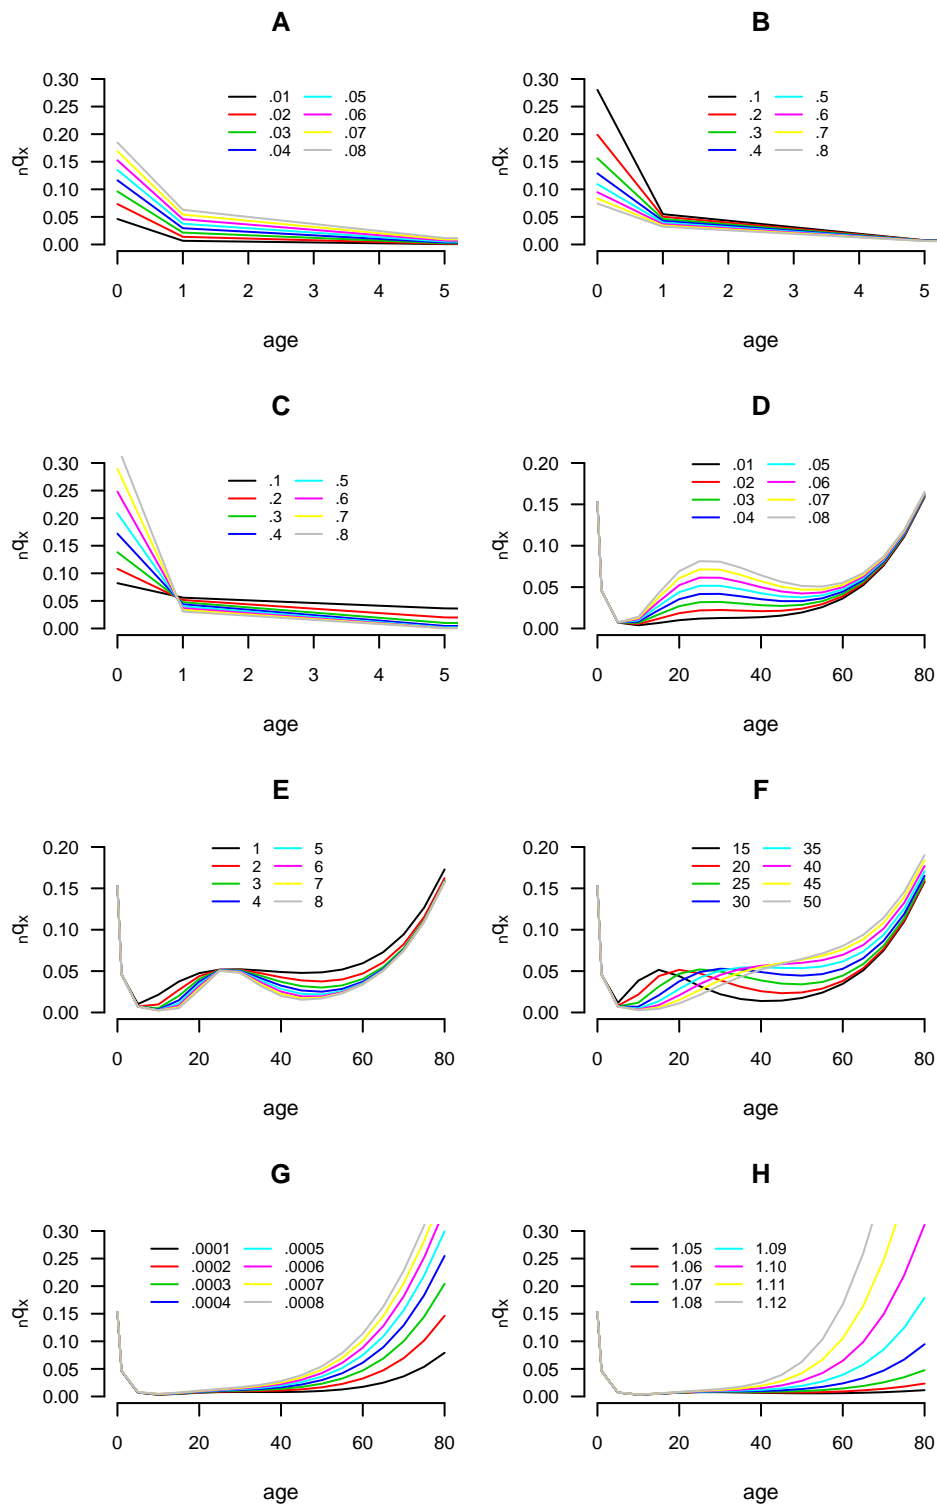 A
0.30
0.25
0.20
0.15
0.10
0.05
0.00
nqx
.01 .05
.02 .06
.03 .07
.04 .08
0 1 2 3 4 5
age
B
0.30
0.25
0.20
0.15
0.10
0.05
0.00
nqx
.1 .5
.2 .6
.3 .7
.4 .8
0 1 2 3 4 5
age
C
0.30
0.25
0.20
0.15
0.10
0.05
0.00
nqx
.1 .5
.2 .6
.3 .7
.4 .8
0 1 2 3 4 5
age
D
0.20
0.15
0.10
0.05
0.00
nqx
.01 .05
.02 .06
.03 .07
.04 .08
0 20 40 60 80
age
E
0.20
0.15
0.10
0.05
0.00
nqx
1 5
2 6
3 7
4 8
0 20 40 60 80
age
F
0.20
0.15
0.10
0.05
0.00
nqx
15 35
20 40
25 45
30 50
0 20 40 60 80
age
G
0.30
0.25
0.20
0.15
0.10
0.05
0.00
nqx
.0001 .0005
.0002 .0006
.0003 .0007
.0004 .0008
0 20 40 60 80
age
H
0.30
0.25
0.20
0.15
0.10
0.05
0.00
nqx
1.05 1.09
1.06 1.10
1.07 1.11
1.08 1.12
0 20 40 60 80
age